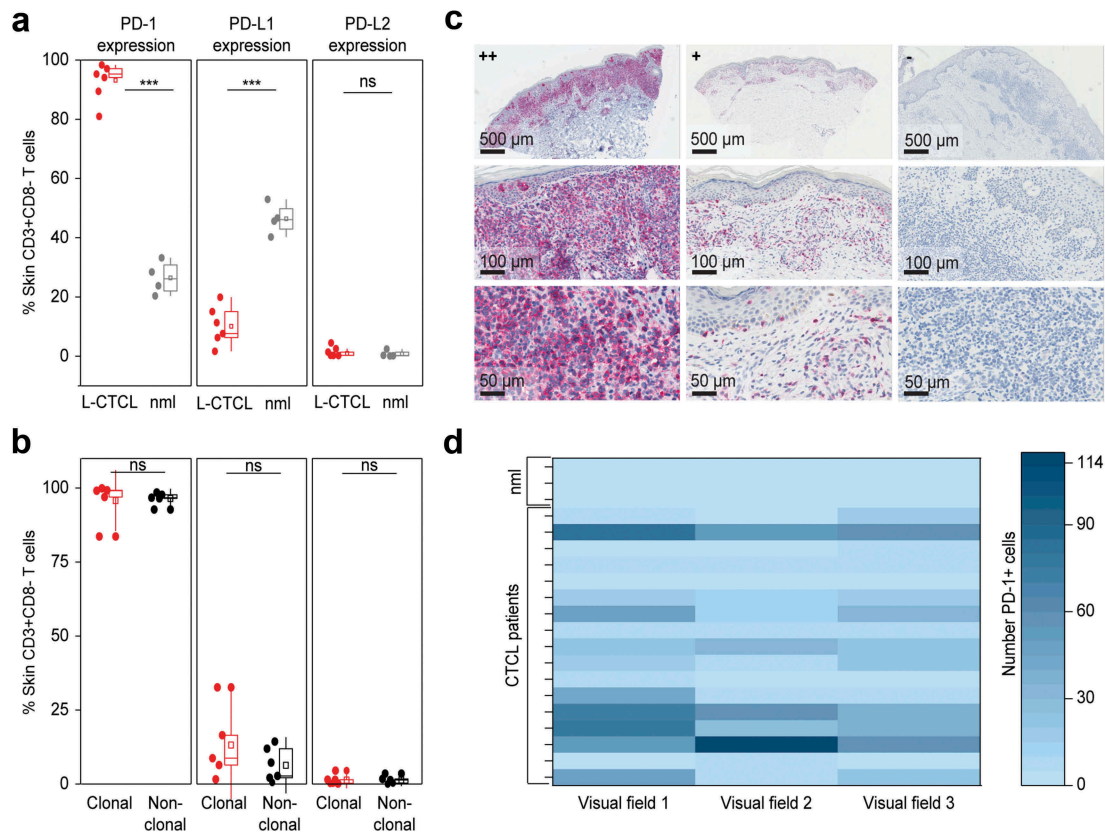 a
PD-1 expression
PD-L1 expression
PD-L2 expression
% Skin CD3+CD8- T cells
100
80
60
40
20
0
***
***
ns
L-CTCL nml
L-CTCL nml
L-CTCL nml
b
% Skin CD3+CD8- T cells
100
75
50
25
0
ns
ns
ns
Clonal Non-clonal
Clonal Non-clonal
Clonal Non-clonal
c
++
+
-
500 µm
500 µm
500 µm
100 µm
100 µm
100 µm
50 µm
50 µm
50 µm
d
nml
CTCL patients
Visual field 1
Visual field 2
Visual field 3
Number PD-1+ cells
114
90
60
30
0